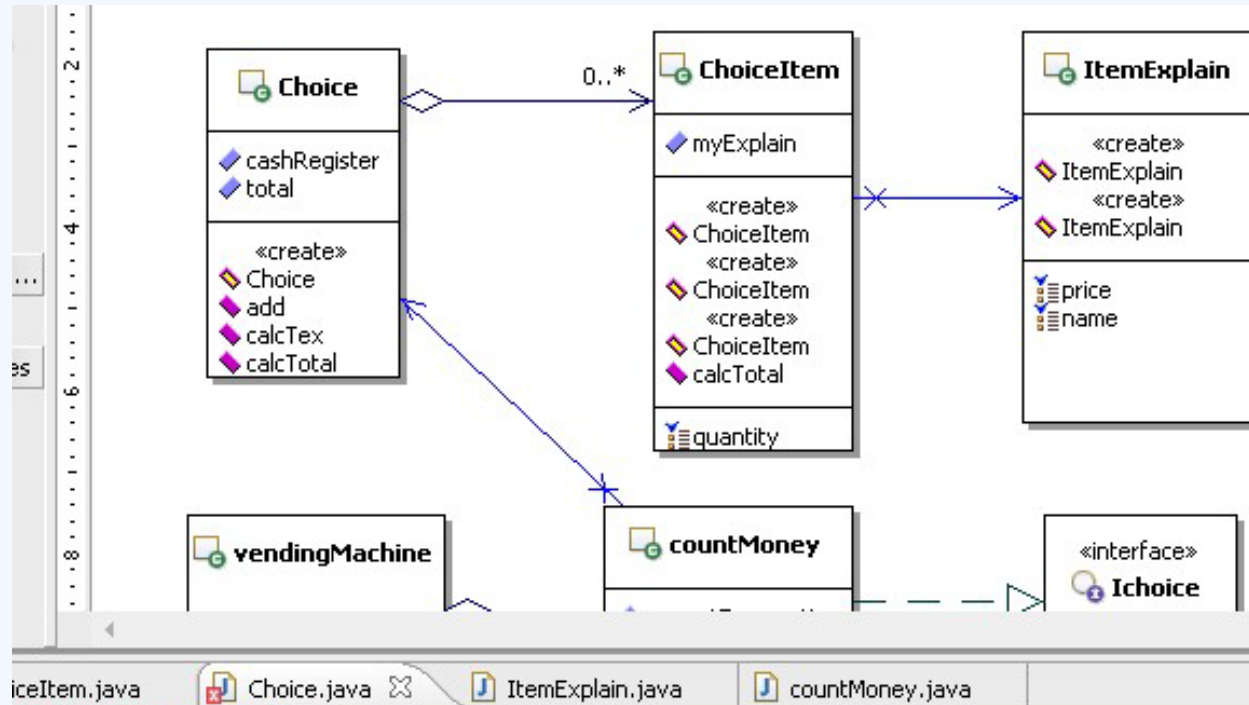 2
4
6
8
...
es
Choice
cashRegister
total
«create»
Choice
add
calcTex
calcTotal
0..*
ChoiceItem
myExplain
«create»
ChoiceItem
«create»
ChoiceItem
«create»
ChoiceItem
calcTotal
quantity
ItemExplain
«create»
ItemExplain
«create»
ItemExplain
price
name
vendingMachine
countMoney
«interface»
Ichoice
iceItem.java
Choice.java
ItemExplain.java
countMoney.java